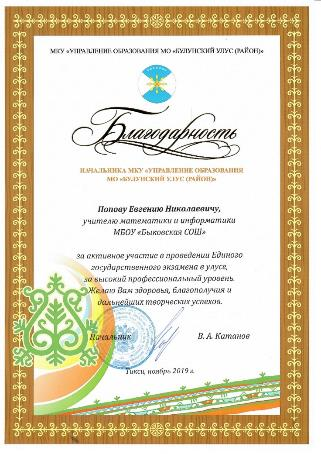 МКУ «УПРАВЛЕНИЕ ОБРАЗОВАНИЯ МО «БУЛУНСКИЙ УЛУС (РАЙОН)»
Благодарность
НАЧАЛЬНИКА МКУ «УПРАВЛЕНИЕ ОБРАЗОВАНИЯ
МО «БУЛУНСКИЙ УЛУС (РАЙОН)»
Попову Евгению Николаевичу,
учителю математики и информатики
МБОУ «Быковская СОШ»
за активное участие в проведении Единого
государственного экзамена в улусе,
за высокий профессиональный уровень.
Желаю Вам здоровья, благополучия и
дальнейших творческих успехов.
Начальник В. А. Катанов
Тикси, ноябрь 2019 г.